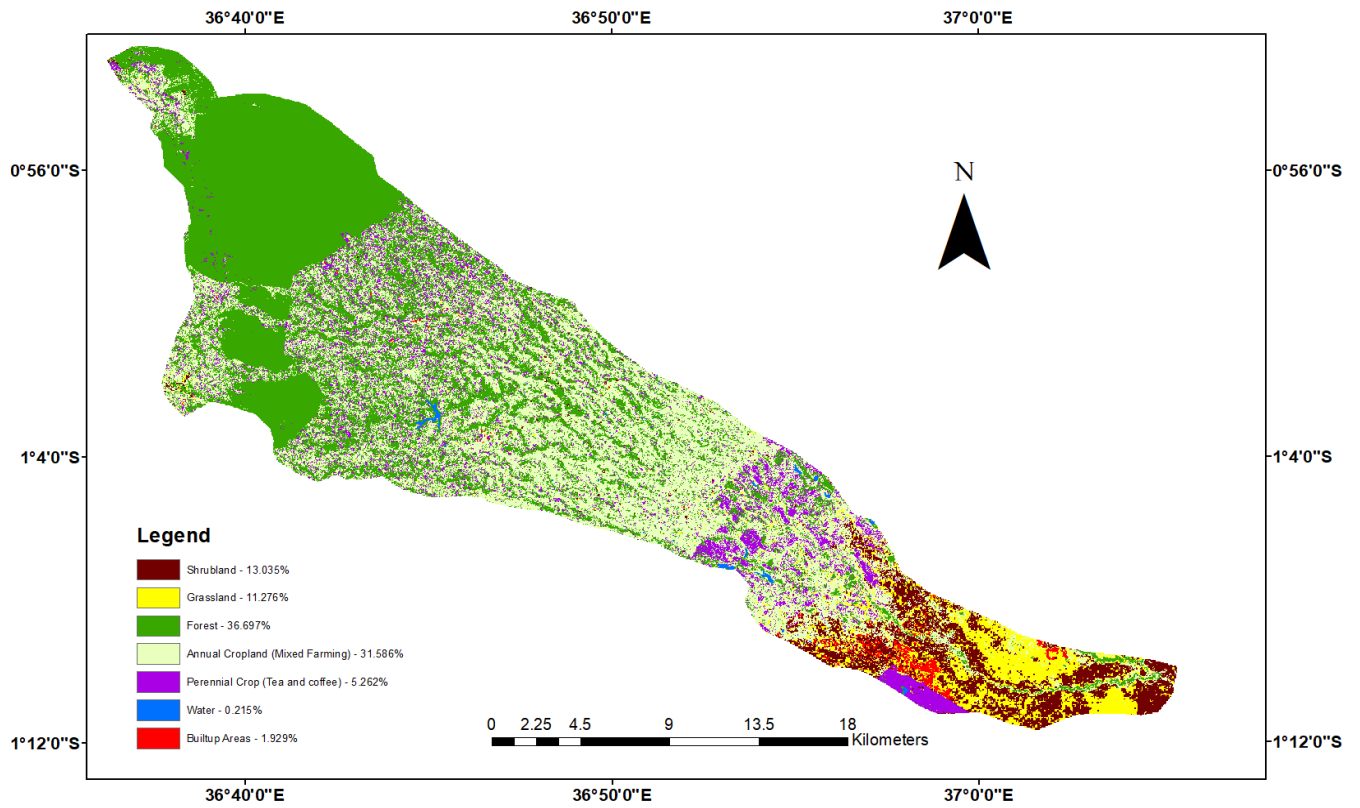 36°40'0"E 36°50'0"E 37°0'0"E
0°56'0"S 0°56'0"S
N
1°4'0"S 1°4'0"S
Legend
Shrubland - 13.035%
Grassland - 11.276%
Forest - 36.697%
Annual Cropland (Mixed Farming) - 31.586%
Perennial Crop (Tea and coffee) - 5.262%
Water - 0.215%
Builtup Areas - 1.929%
0 2.25 4.5 9 13.5 18
Kilometers
1°12'0"S 1°12'0"S
36°40'0"E 36°50'0"E 37°0'0"E